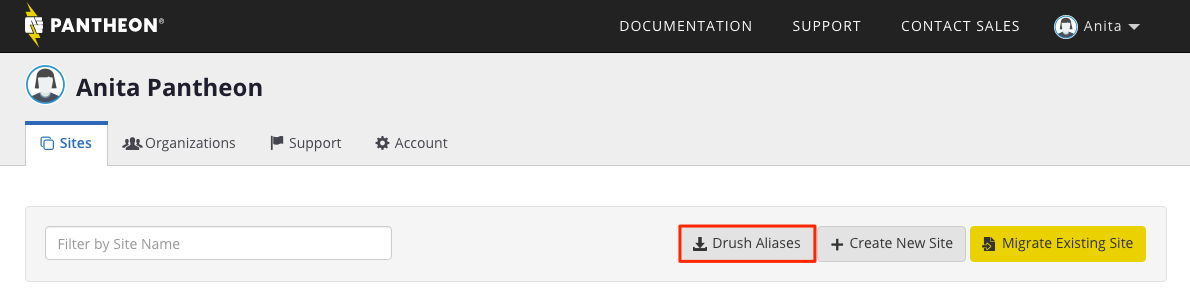 PANTHEON®
DOCUMENTATION SUPPORT CONTACT SALES Anita
Anita Pantheon
Sites Organizations Support Account
Filter by Site Name Drush Aliases Create New Site Migrate Existing Site